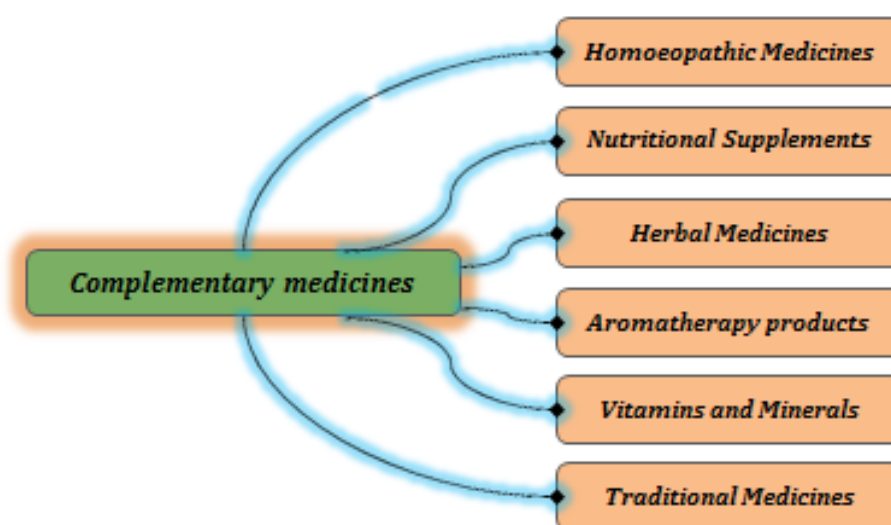 Homoeopathic Medicines
Nutritional Supplements
Herbal Medicines
Complementary medicines
Aromatherapy products
Vitamins and Minerals
Traditional Medicines